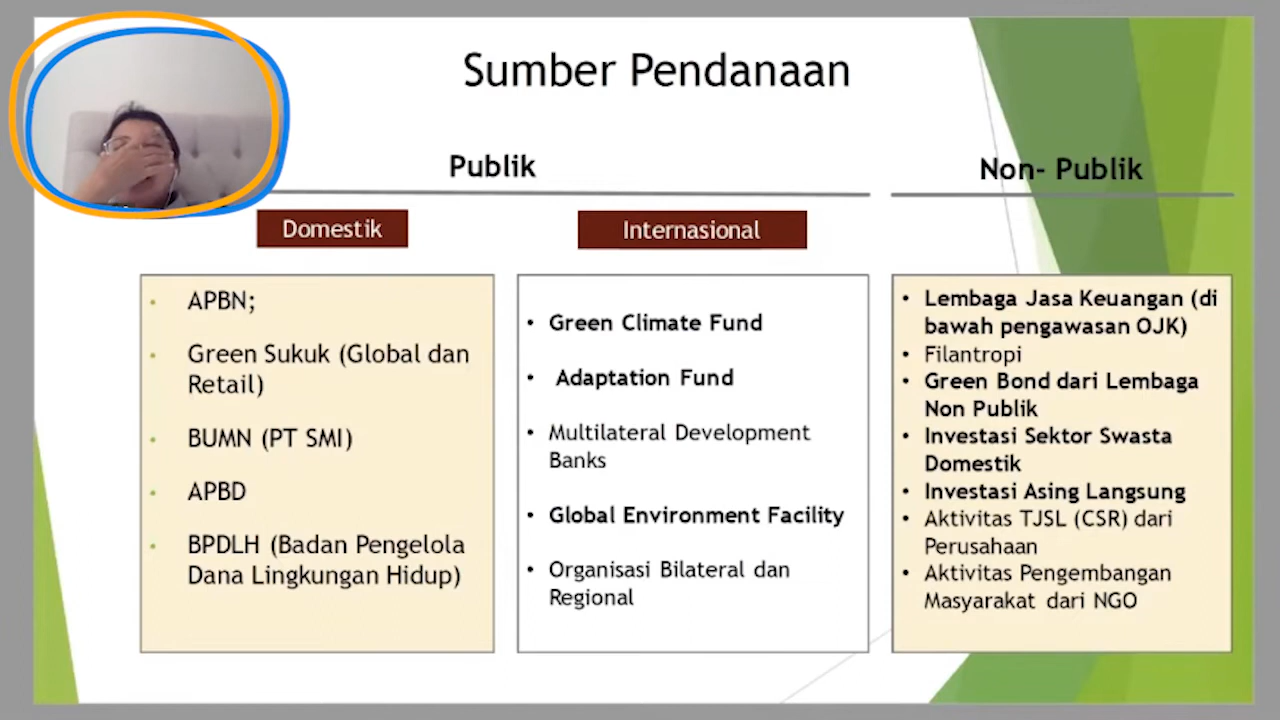 Sumber Pendanaan
Publik
Non- Publik
Domestik
Internasional
• APBN;
• Green Sukuk (Global dan
Retail)
• BUMN (PT SMI)
• APBD
• BPDLH (Badan Pengelola
Dana Lingkungan Hidup)
• Green Climate Fund
• Adaptation Fund
• Multilateral Development
Banks
• Global Environment Facility
• Organisasi Bilateral dan
Regional
• Lembaga Jasa Keuangan (di
bawah pengawasan OJK)
• Filantropi
• Green Bond dari Lembaga
Non Publik
• Investasi Sektor Swasta
Domestik
• Investasi Asing Langsung
• Aktivitas TJSL (CSR) dari
Perusahaan
• Aktivitas Pengembangan
Masyarakat dari NGO